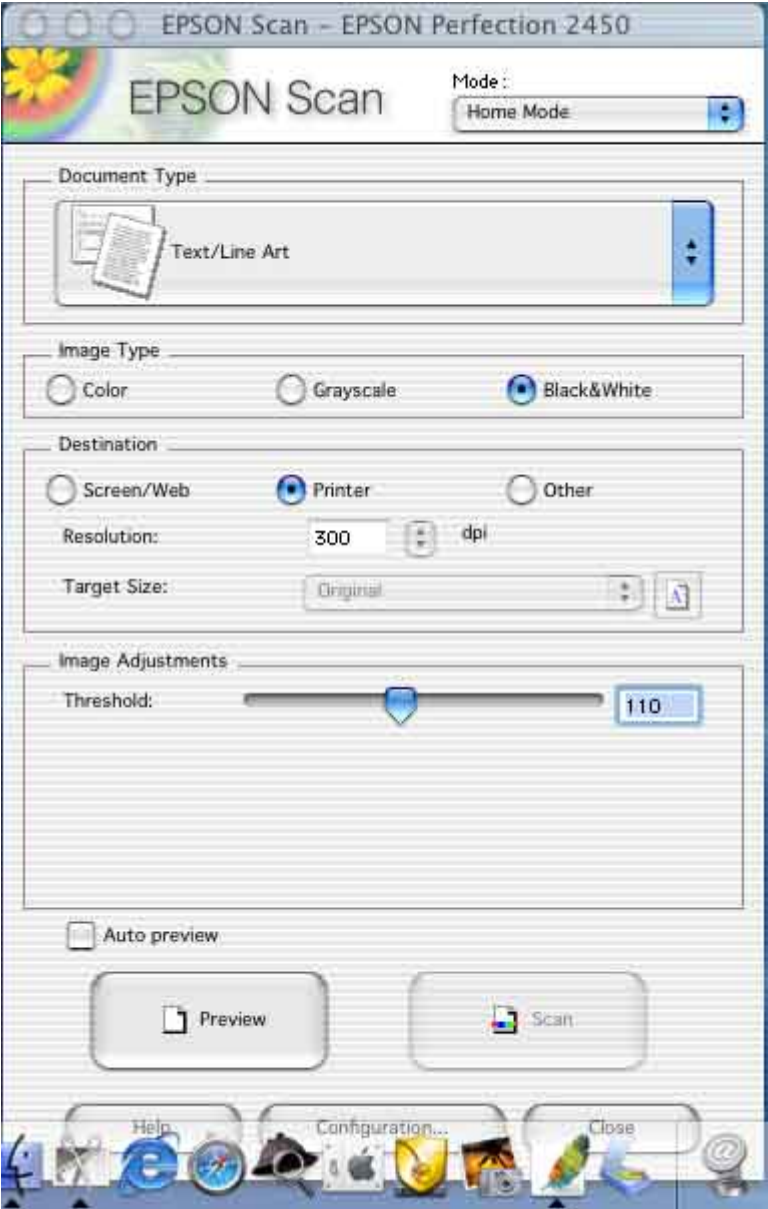 EPSON Scan - EPSON Perfection 2450
EPSON Scan
Mode :
Home Mode
Document Type
Text/Line Art
Image Type
Color Grayscale Black&White
Destination
Screen/Web Printer Other
Resolution: 300 dpi
Target Size: Original
Image Adjustments
Threshold: 110
Auto preview
Preview Scan
Help... Configuration... Close